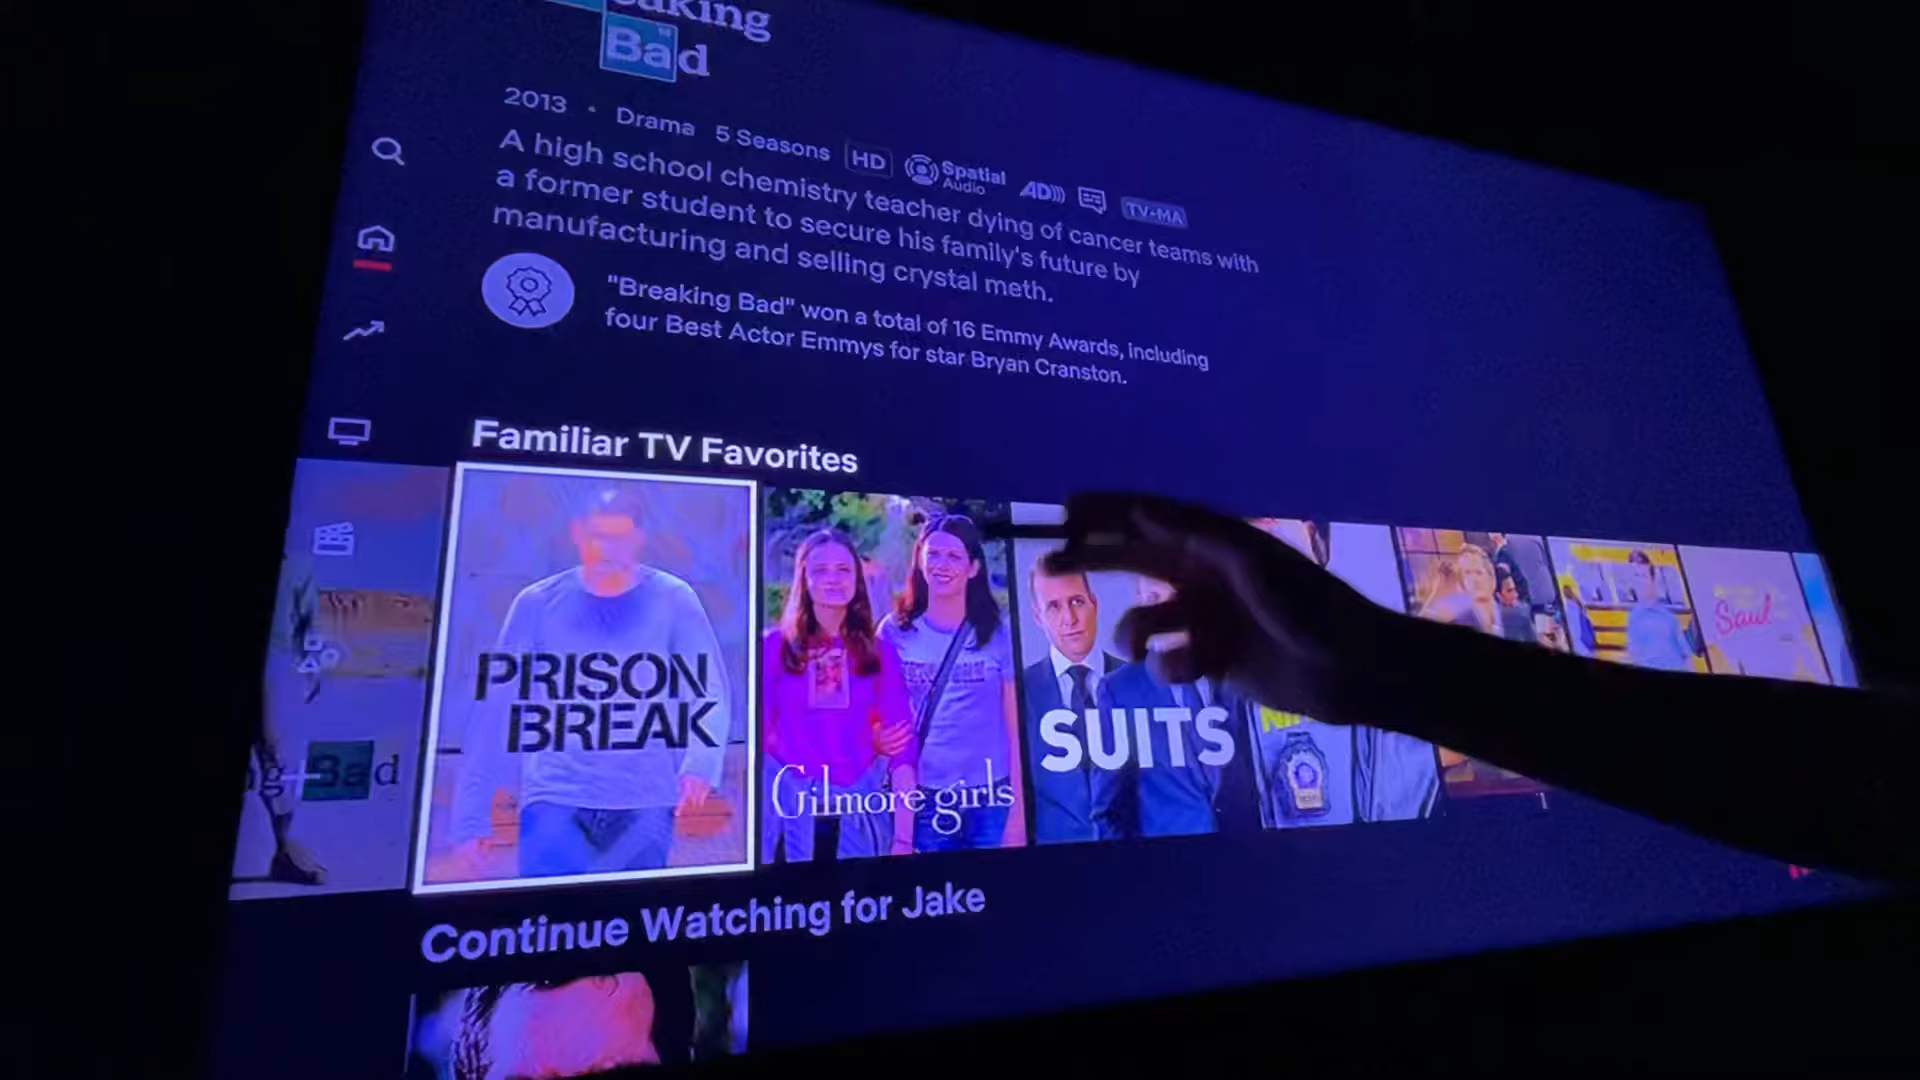 eaking
Bad
2013 · Drama 5 Seasons HD Spatial Audio AD))) TV-MA
A high school chemistry teacher dying of cancer teams with
a former student to secure his family's future by
manufacturing and selling crystal meth.
"Breaking Bad" won a total of 16 Emmy Awards, including
four Best Actor Emmys for star Bryan Cranston.
Familiar TV Favorites
g Bad
PRISON
BREAK
Gilmore girls
SUITS
Saul
Continue Watching for Jake